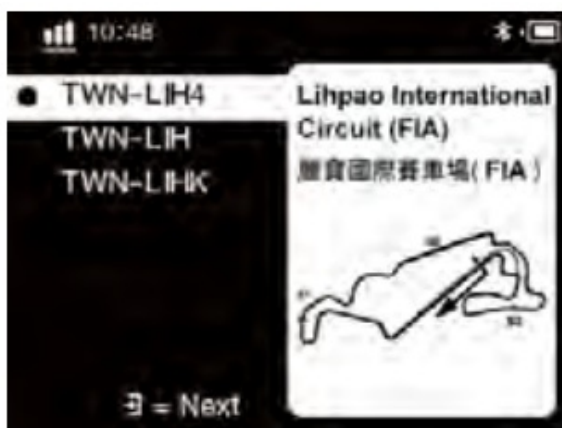 10:48
TWN-LIH4
TWN-LIH
TWN-LIHK
Lihpao International
Circuit (FIA)
麗寶國際賽車場( FIA )
= Next